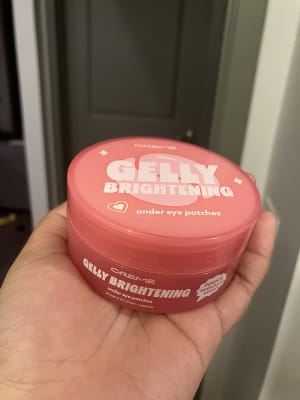 CRÈME
GELLY
BRIGHTENING
under eye patches
CRÈME
GELLY BRIGHTENING
under eye patches